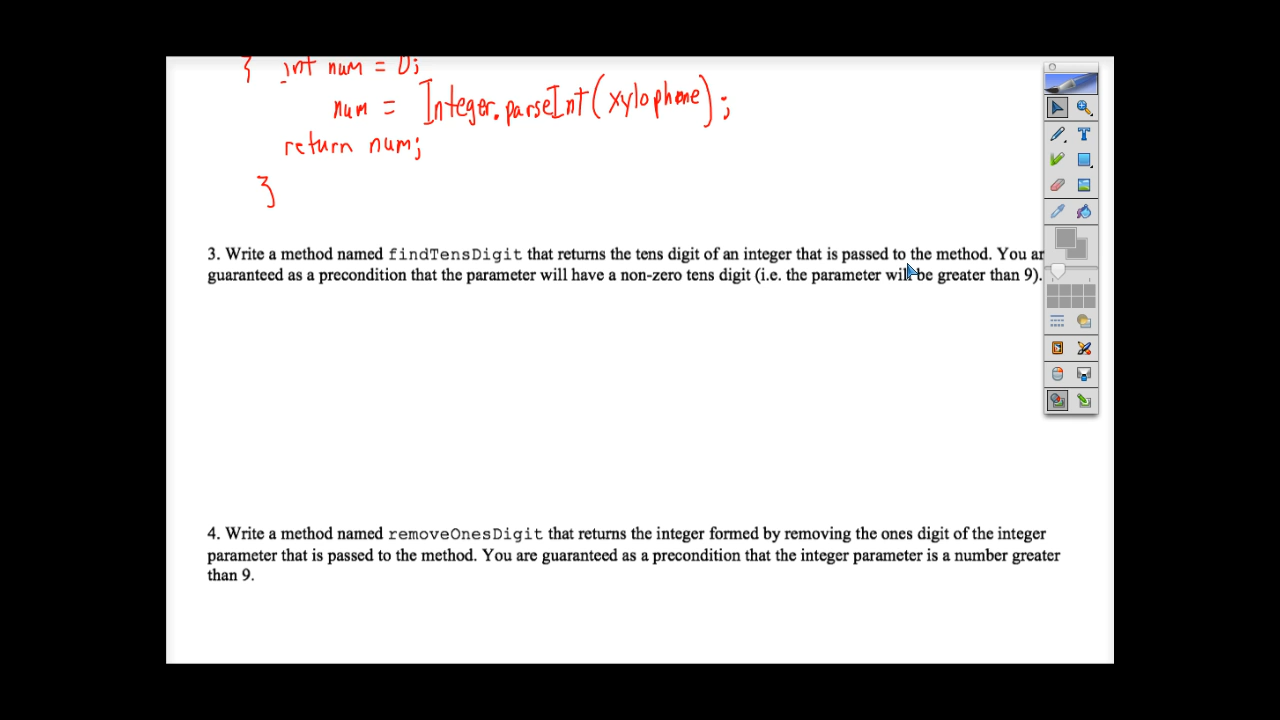 { int num = 0;
num = Integer.parseInt(xylophone);
return num;
}
3. Write a method named findTensDigit that returns the tens digit of an integer that is passed to the method. You ar
guaranteed as a precondition that the parameter will have a non-zero tens digit (i.e. the parameter will be greater than 9).
4. Write a method named removeOnesDigit that returns the integer formed by removing the ones digit of the integer
parameter that is passed to the method. You are guaranteed as a precondition that the integer parameter is a number greater
than 9.